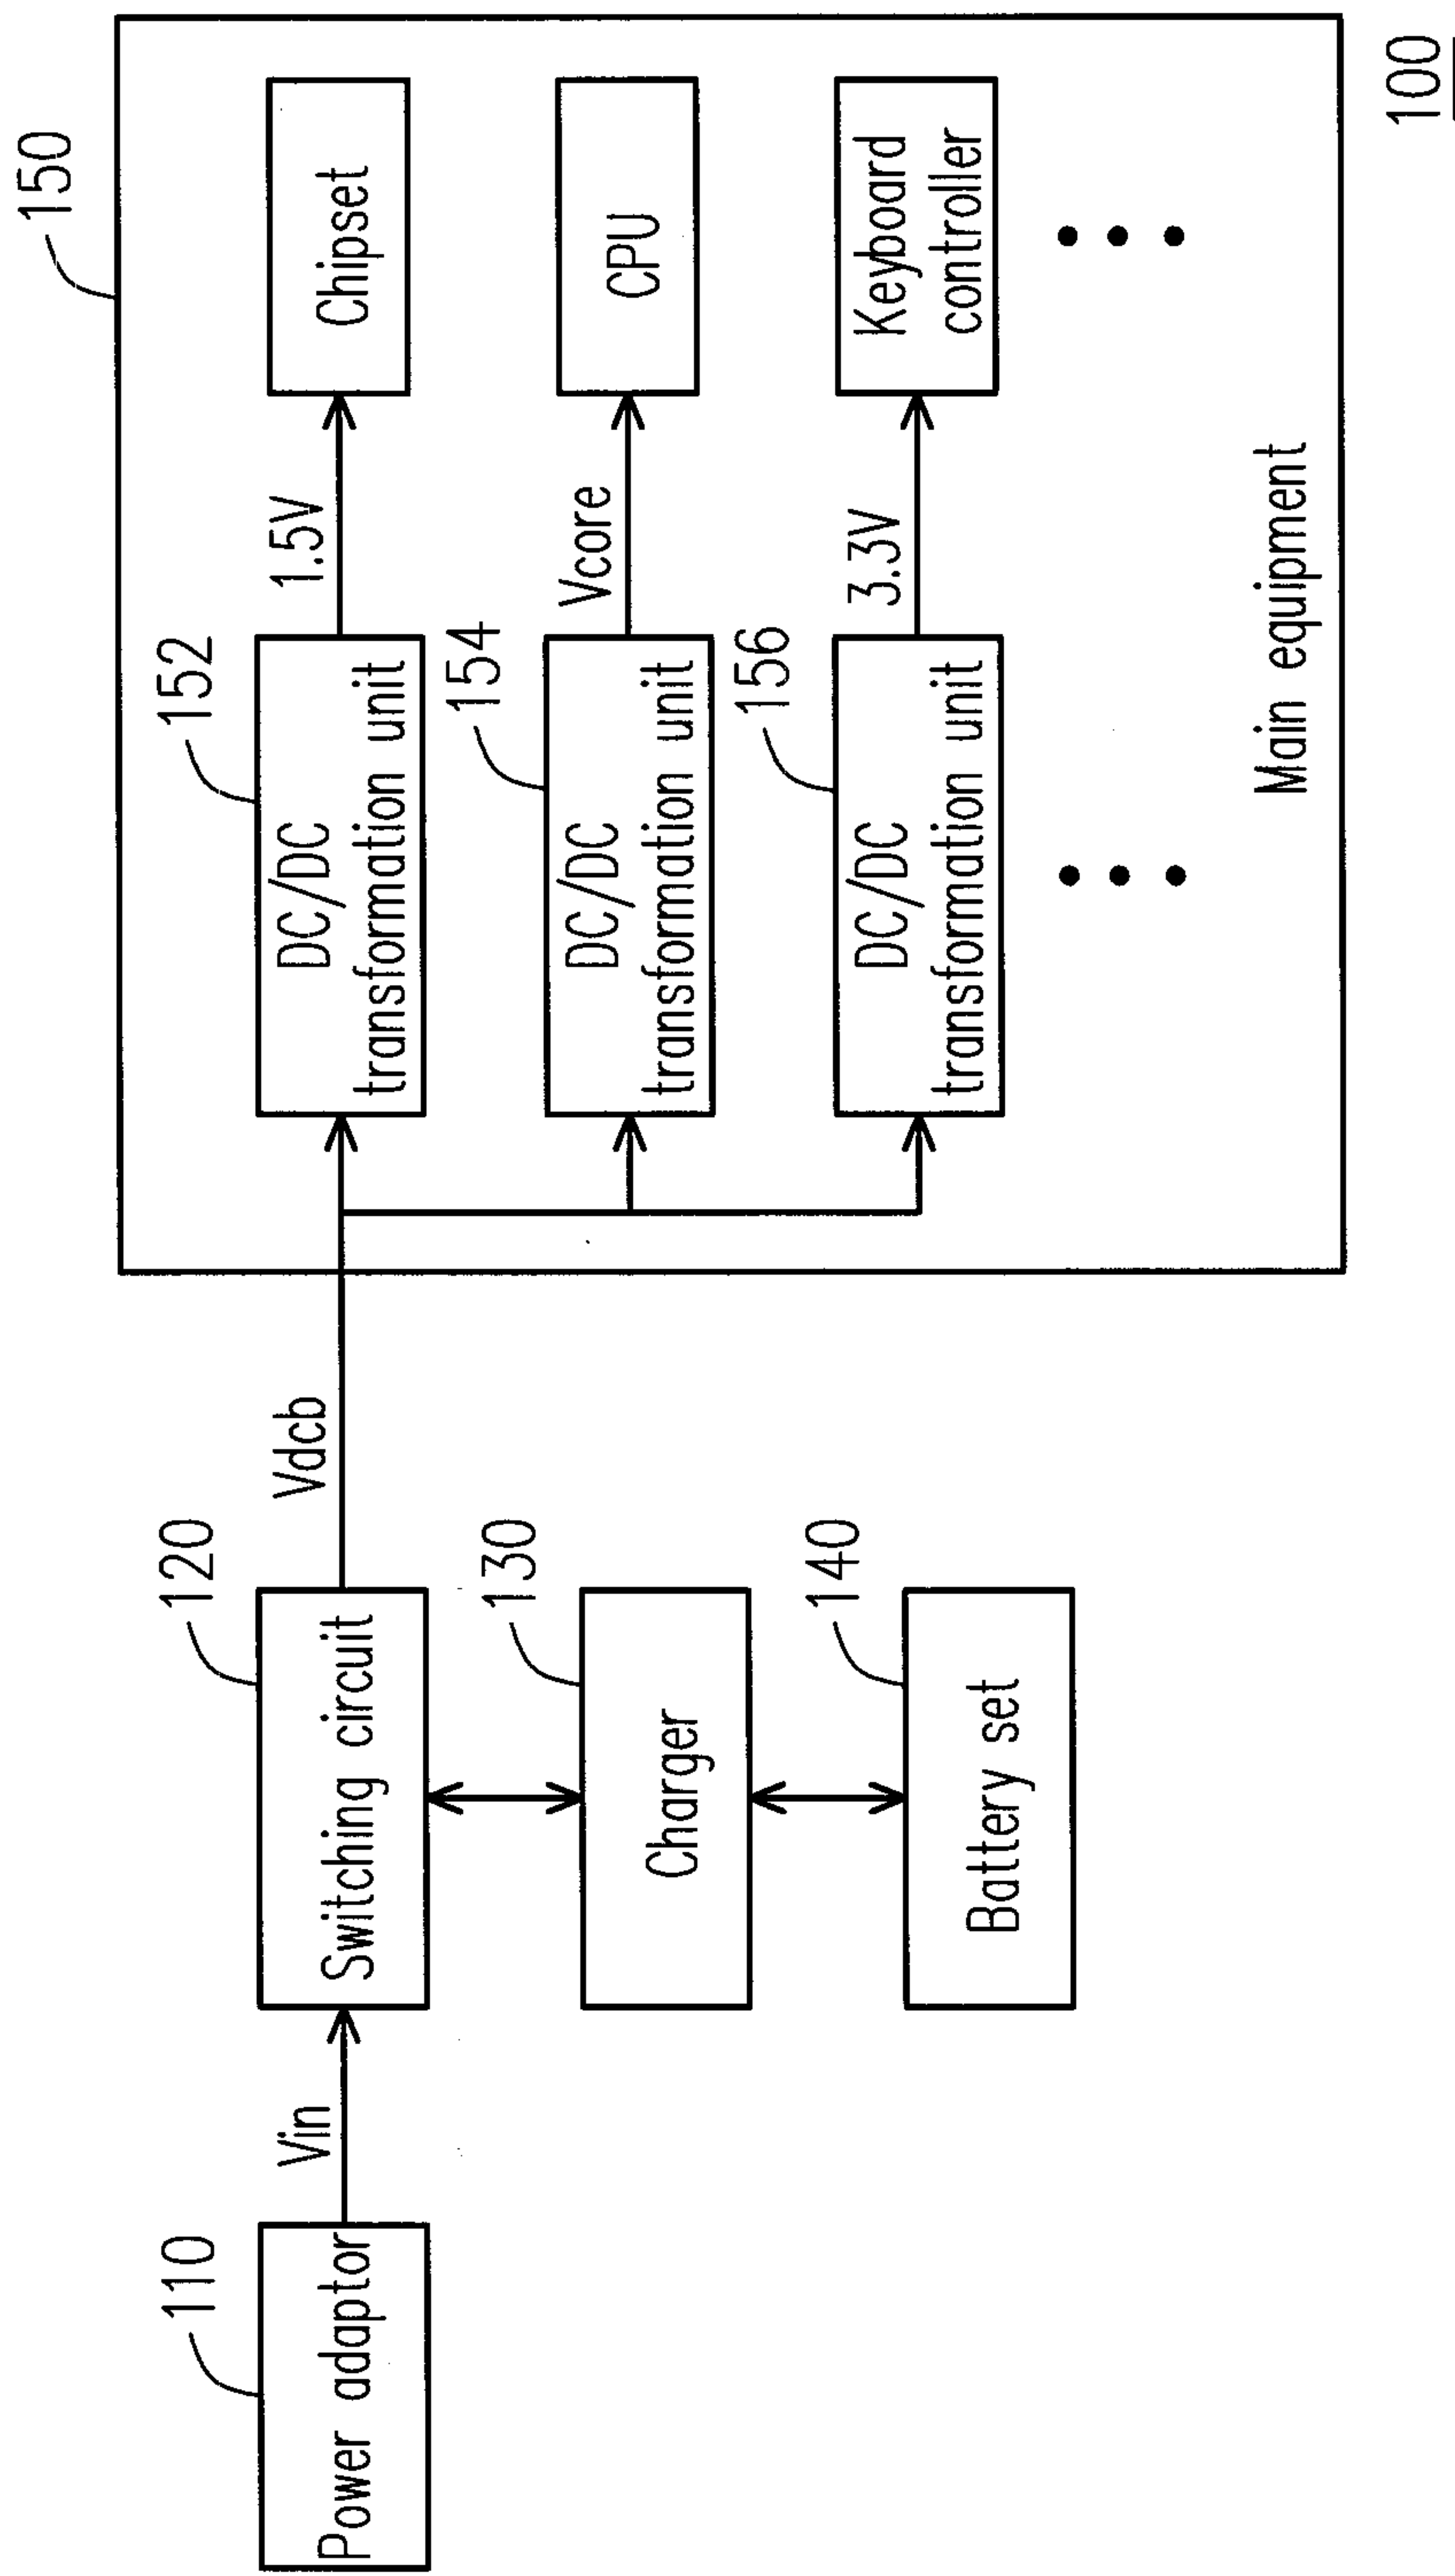 150
152
DC/DC
transformation unit
1.5V
Chipset
110
Power adaptor
Vin
120
Switching circuit
Vdcb
154
DC/DC
transformation unit
Vcore
CPU
130
Charger
156
DC/DC
transformation unit
3.3V
Keyboard
controller
140
Battery set
Main equipment
100